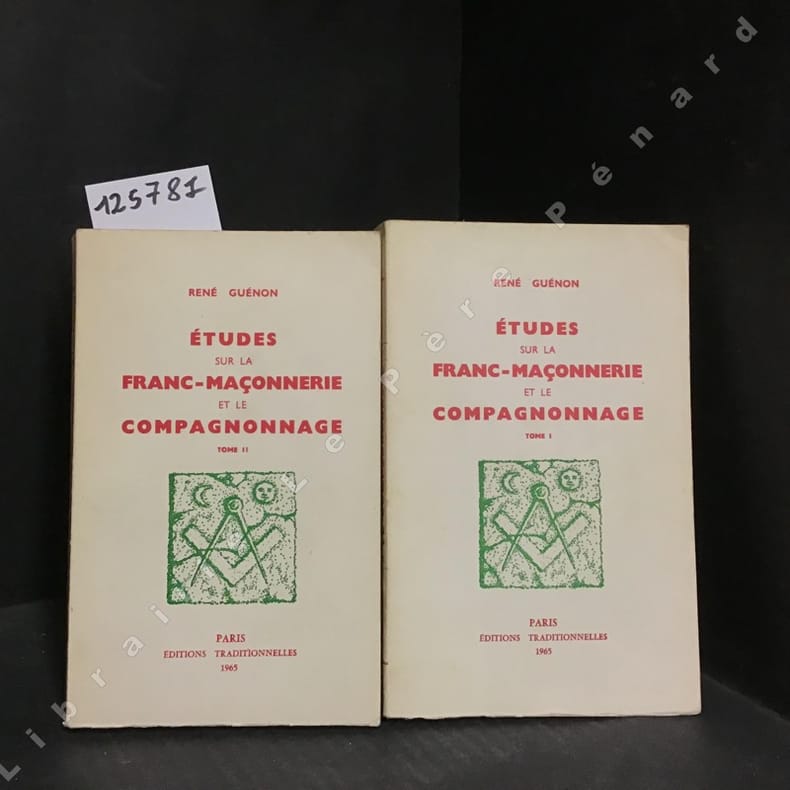 125781
RENÉ GUÉNON
ÉTUDES
SUR LA
FRANC-MAÇONNERIE
ET LE
COMPAGNONNAGE
TOME II
PARIS
ÉDITIONS TRADITIONNELLES
1965
RENÉ GUÉNON
ÉTUDES
SUR LA
FRANC-MAÇONNERIE
ET LE
COMPAGNONNAGE
TOME I
PARIS
ÉDITIONS TRADITIONNELLES
1965
Librairie Le Père Pénard